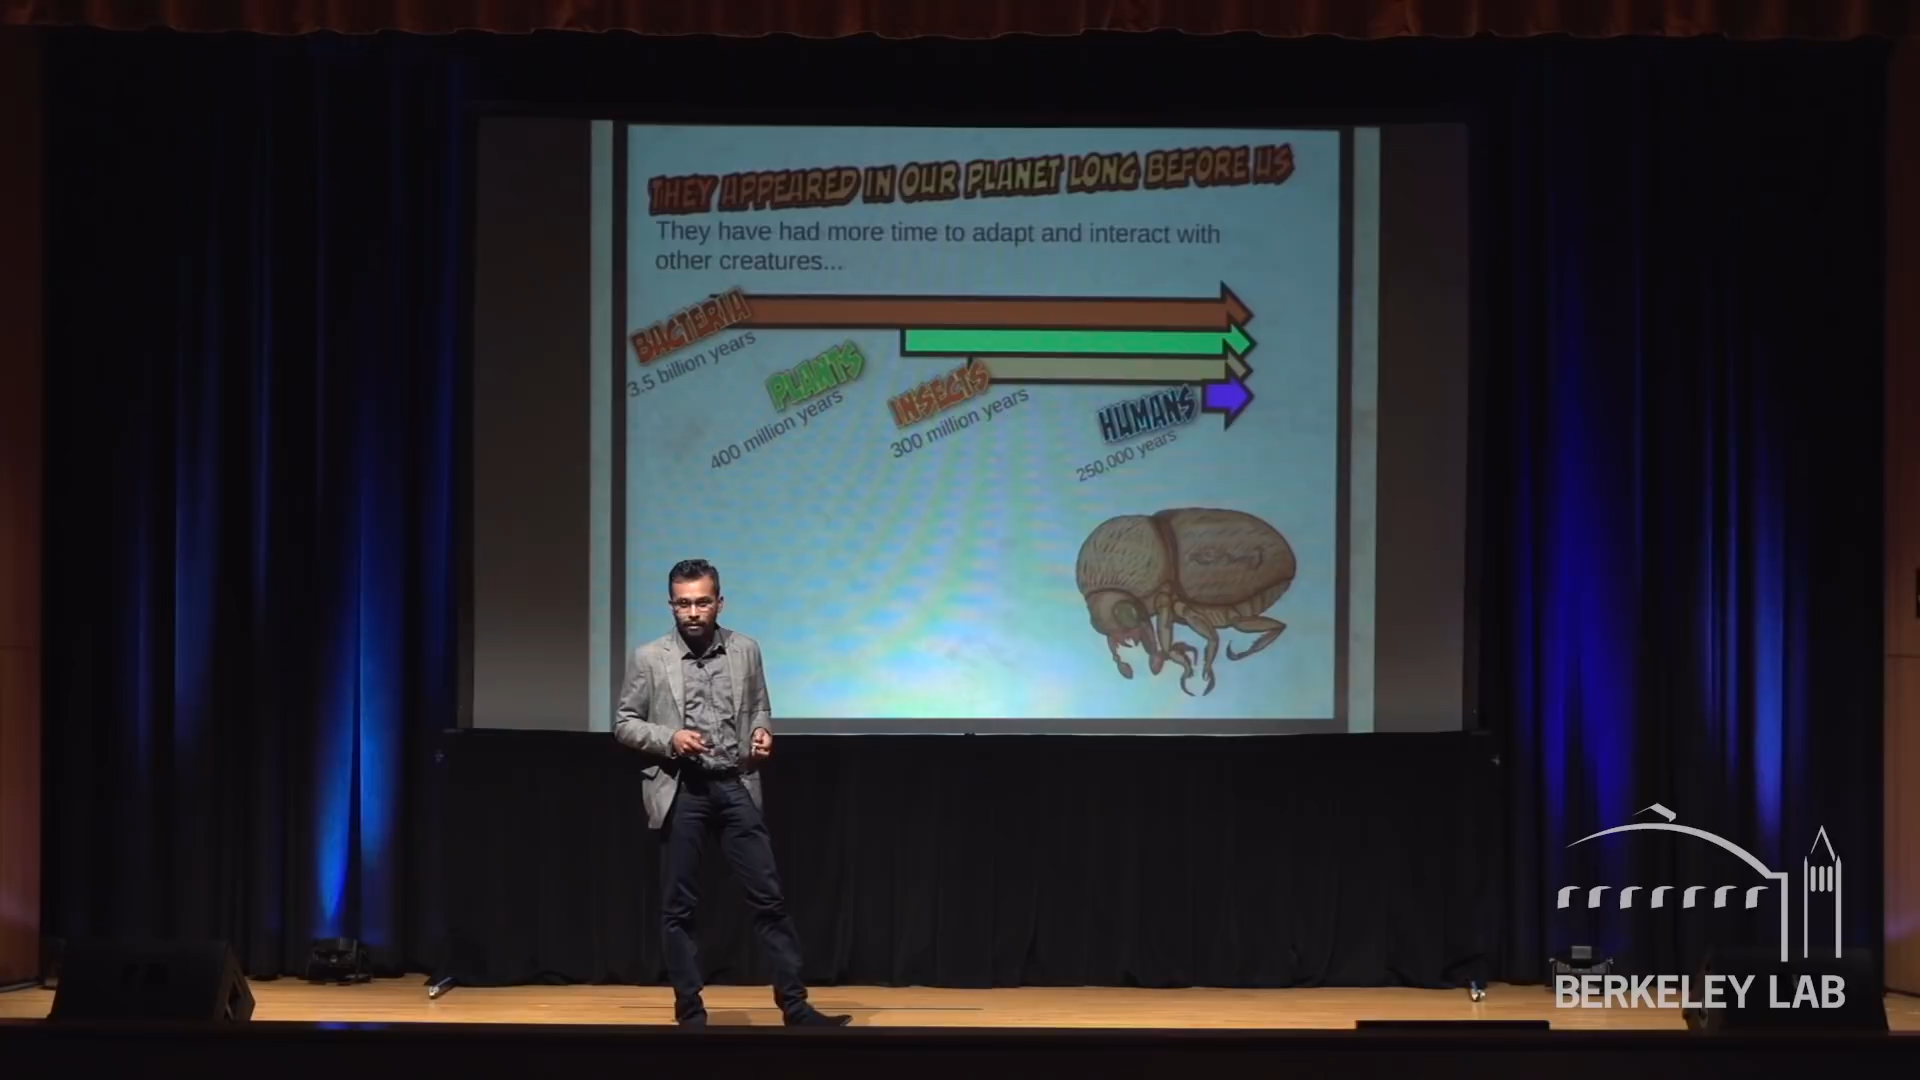 THEY APPEARED IN OUR PLANET LONG BEFORE US
They have had more time to adapt and interact with
other creatures...
BACTERIA
3.5 billion years
PLANTS
400 million years
INSECTS
300 million years
HUMANS
250,000 years
BERKELEY LAB